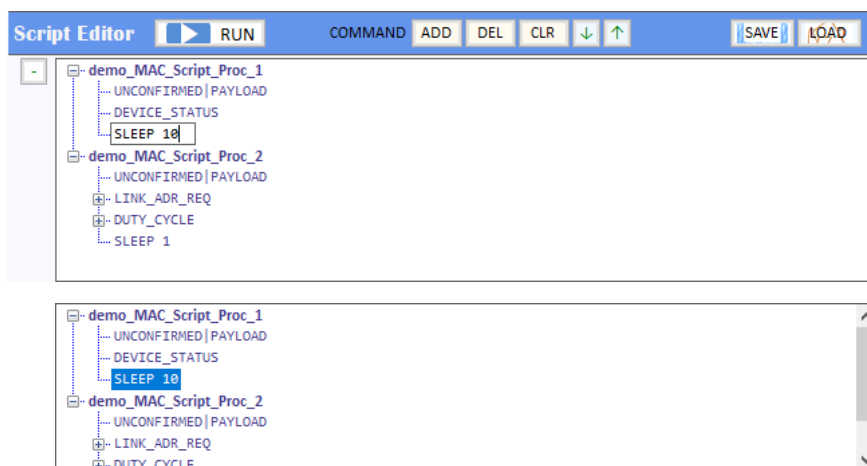 Script Editor RUN COMMAND ADD DEL CLR ↓ ↑ SAVE LOAD
-
demo_MAC_Script_Proc_1
UNCONFIRMED|PAYLOAD
DEVICE_STATUS
SLEEP 10
demo_MAC_Script_Proc_2
UNCONFIRMED|PAYLOAD
LINK_ADR_REQ
DUTY_CYCLE
SLEEP 1
demo_MAC_Script_Proc_1
UNCONFIRMED|PAYLOAD
DEVICE_STATUS
SLEEP 10
demo_MAC_Script_Proc_2
UNCONFIRMED|PAYLOAD
LINK_ADR_REQ
DUTY_CYCLE